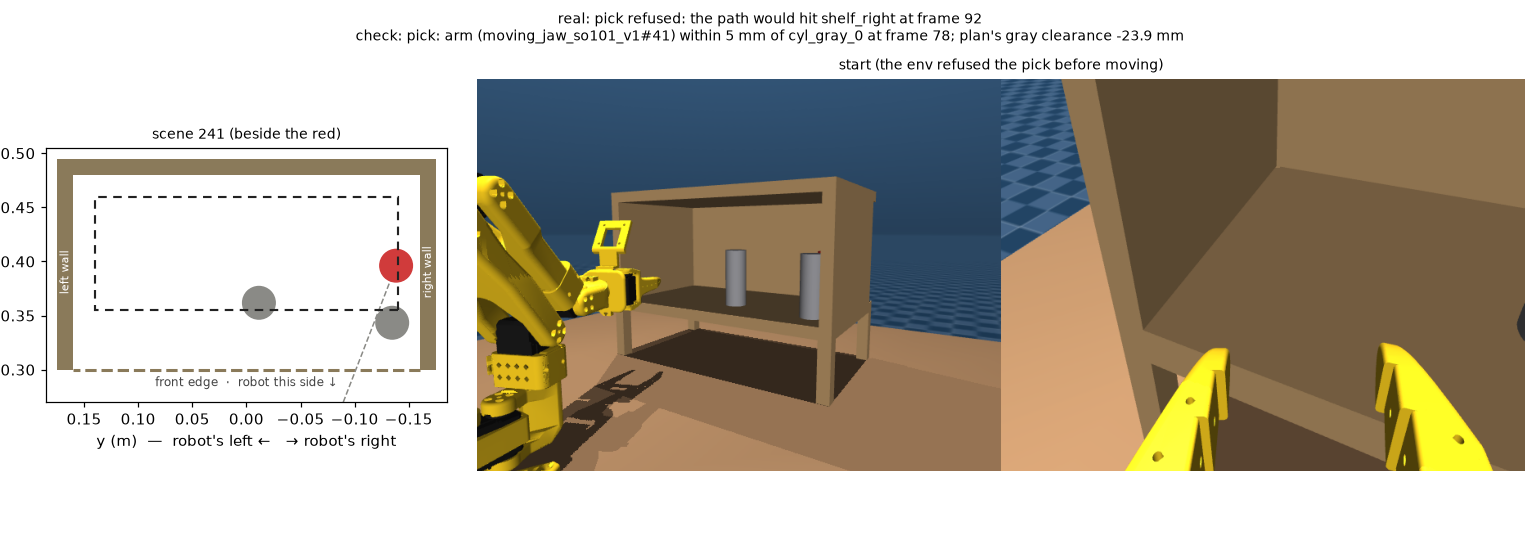 real: pick refused: the path would hit shelf_right at frame 92
check: pick: arm (moving_jaw_so101_v1#41) within 5 mm of cyl_gray_0 at frame 78; plan's gray clearance -23.9 mm
start (the env refused the pick before moving)
scene 241 (beside the red)
0.50
0.45
0.40
0.35
0.30
left wall
right wall
front edge · robot this side ↓
0.15 0.10 0.05 0.00 −0.05 −0.10 −0.15
y (m) — robot's left ← → robot's right